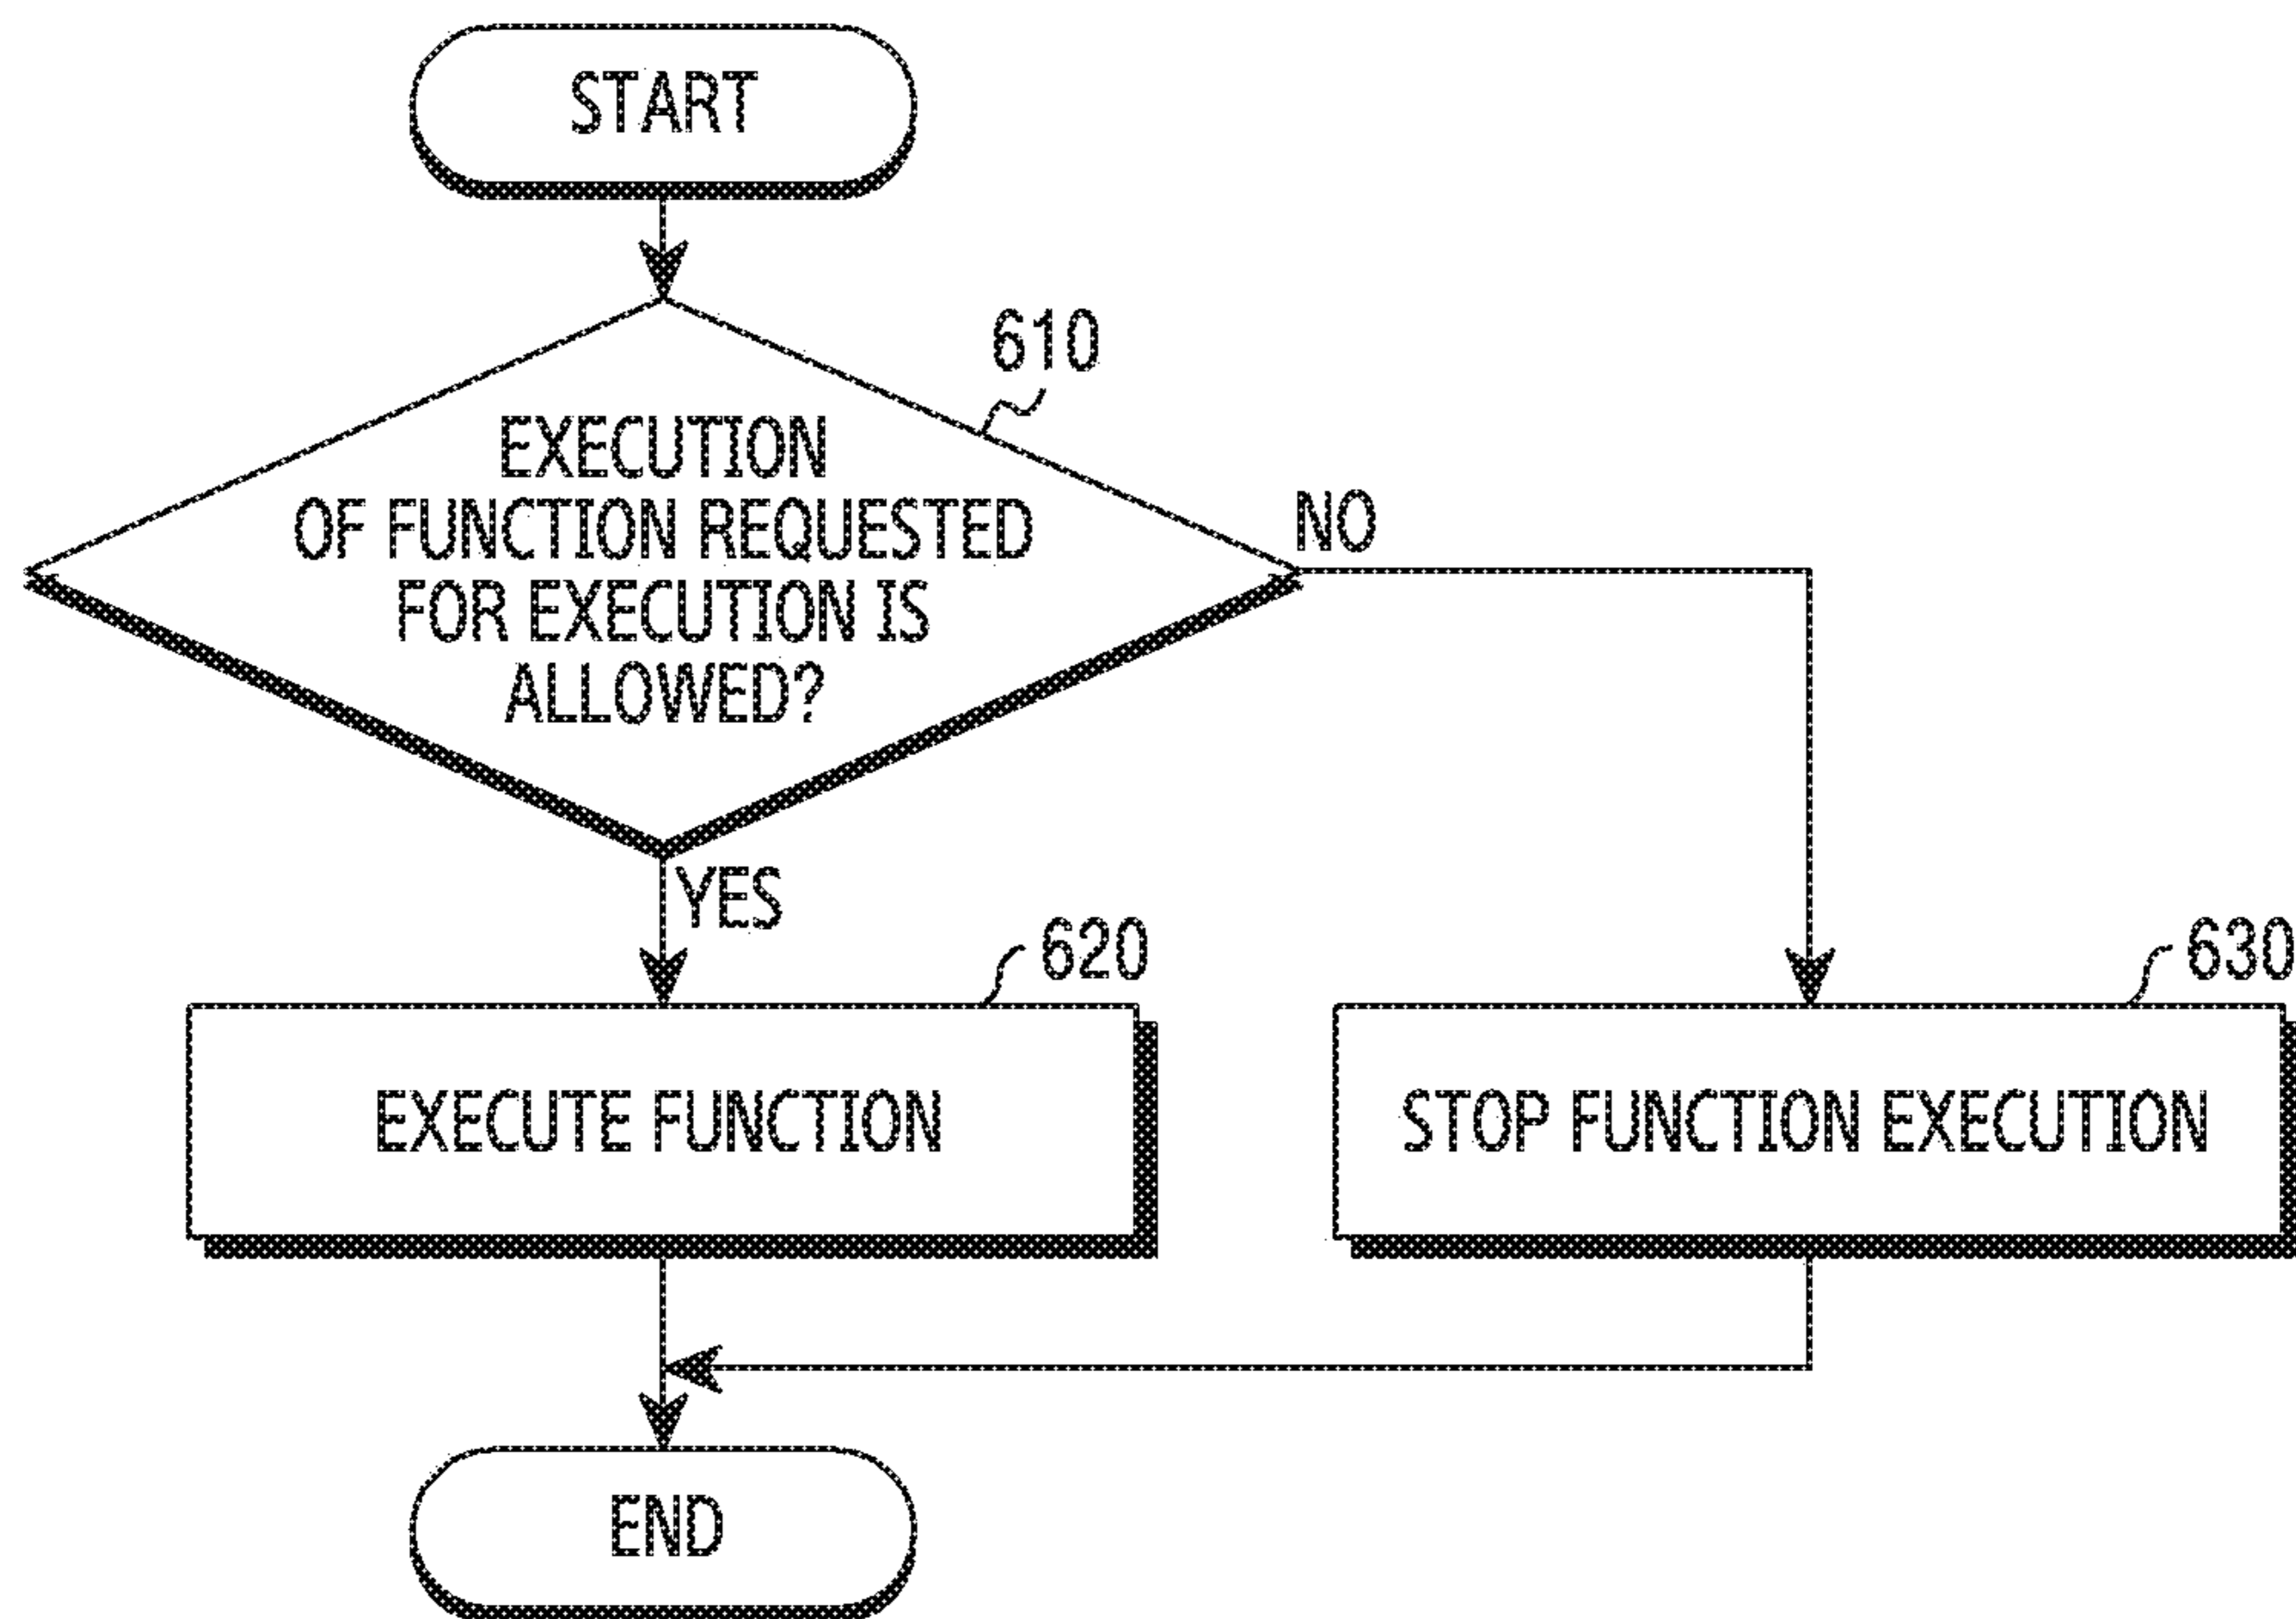 START
610
EXECUTION
OF FUNCTION REQUESTED
FOR EXECUTION IS
ALLOWED?
NO
YES
620
630
EXECUTE FUNCTION
STOP FUNCTION EXECUTION
END